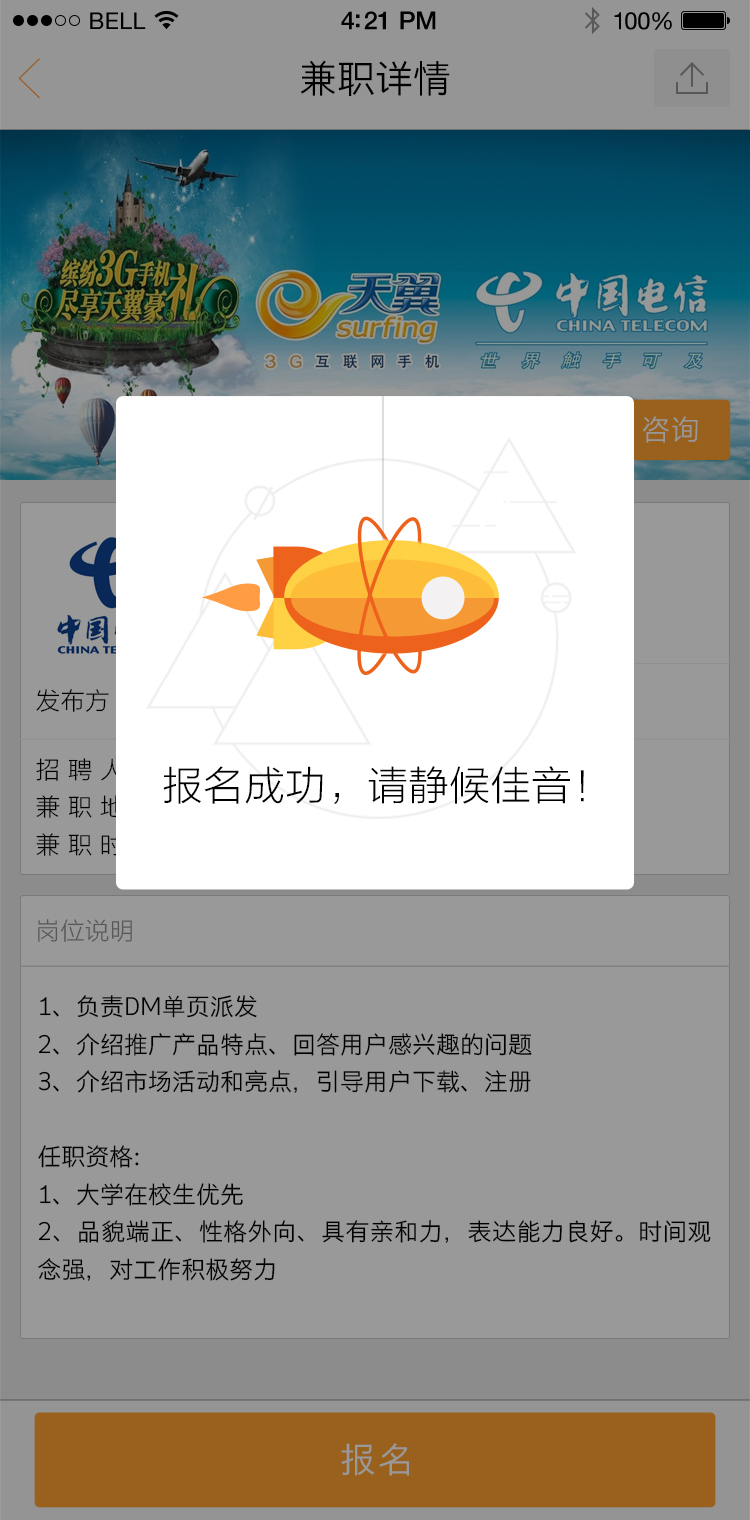 BELL
4:21 PM
100%
兼职详情
缤纷3G手机
尽享天翼豪礼
天翼
surfing
3G互联网手机
中国电信
CHINA TELECOM
世界触手可及
咨询
中国
CHINA TE
发布方
招聘人
兼职地
兼职时
报名成功，请静候佳音！
岗位说明
1、负责DM单页派发
2、介绍推广产品特点、回答用户感兴趣的问题
3、介绍市场活动和亮点，引导用户下载、注册
任职资格:
1、大学在校生优先
2、品貌端正、性格外向、具有亲和力，表达能力良好。时间观
念强，对工作积极努力
报名